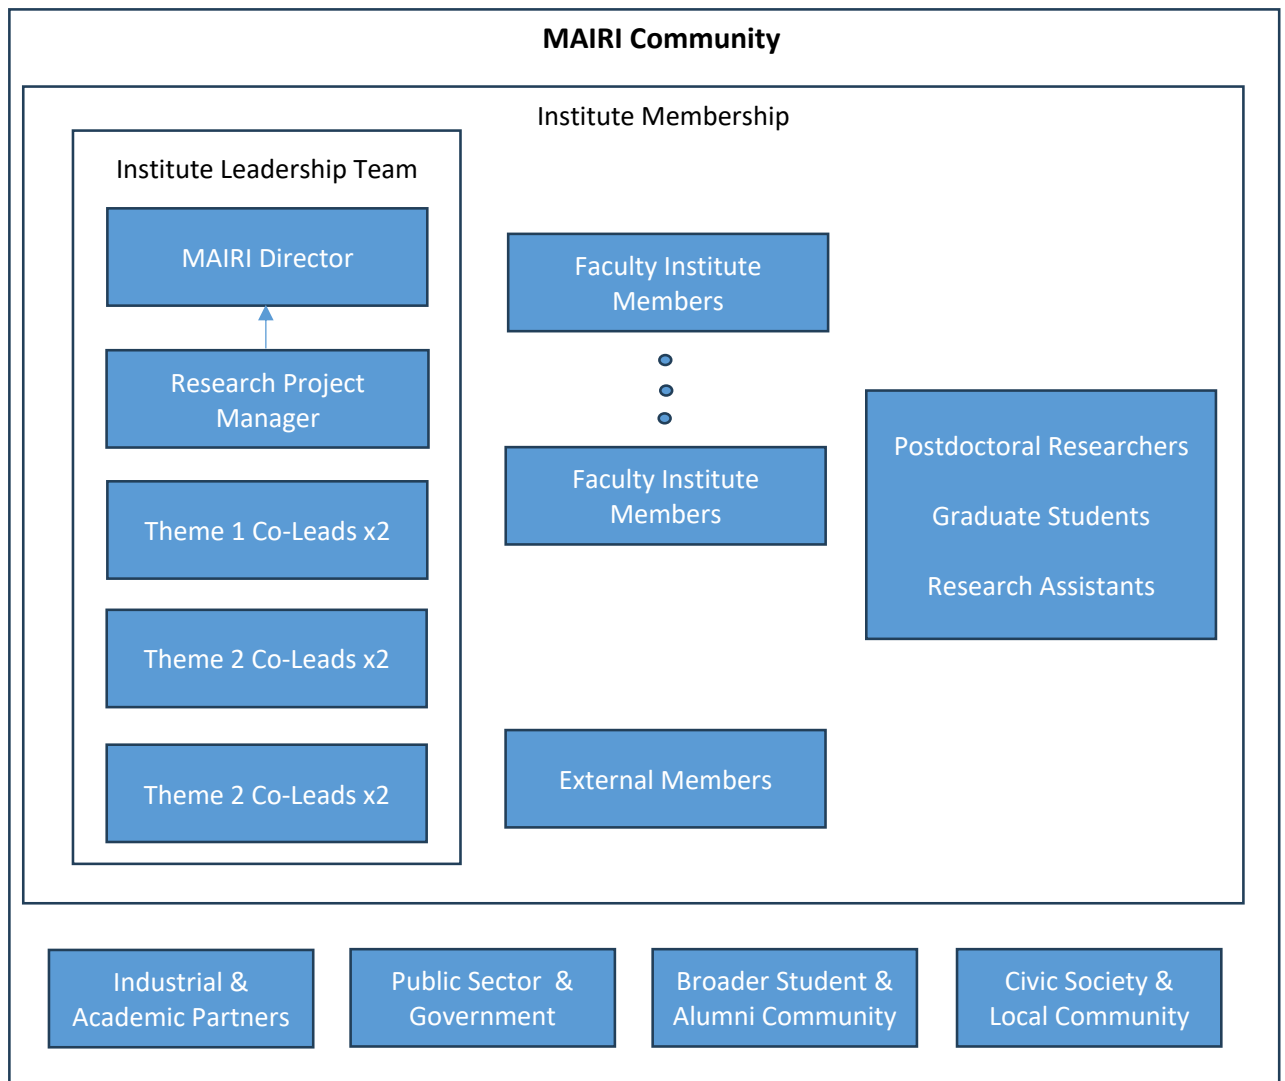 MAIRI Community
Institute Membership
Institute Leadership Team
MAIRI Director
Research Project
Manager
Theme 1 Co-Leads x2
Theme 2 Co-Leads x2
Theme 2 Co-Leads x2
Faculty Institute
Members
Faculty Institute
Members
External Members
Postdoctoral Researchers
Graduate Students
Research Assistants
Industrial &
Academic Partners
Public Sector &
Government
Broader Student &
Alumni Community
Civic Society &
Local Community